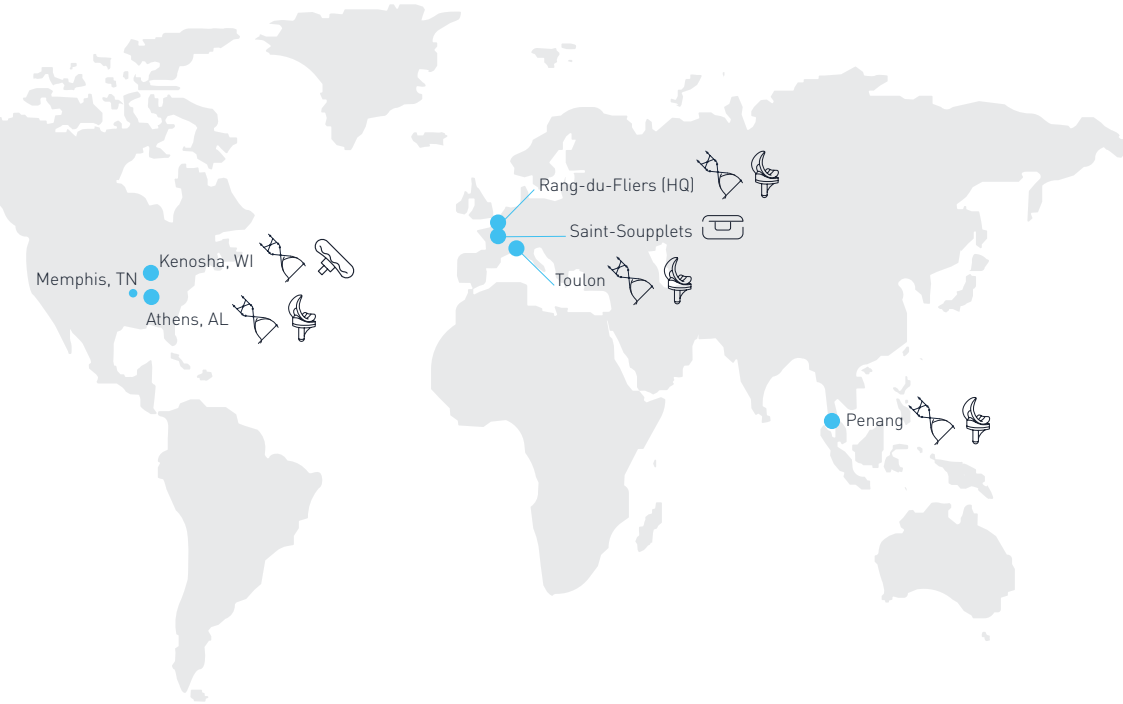 Rang-du-Fliers (HQ)
Saint-Soupplets
Kenosha, WI
Memphis, TN
Toulon
Athens, AL
Penang